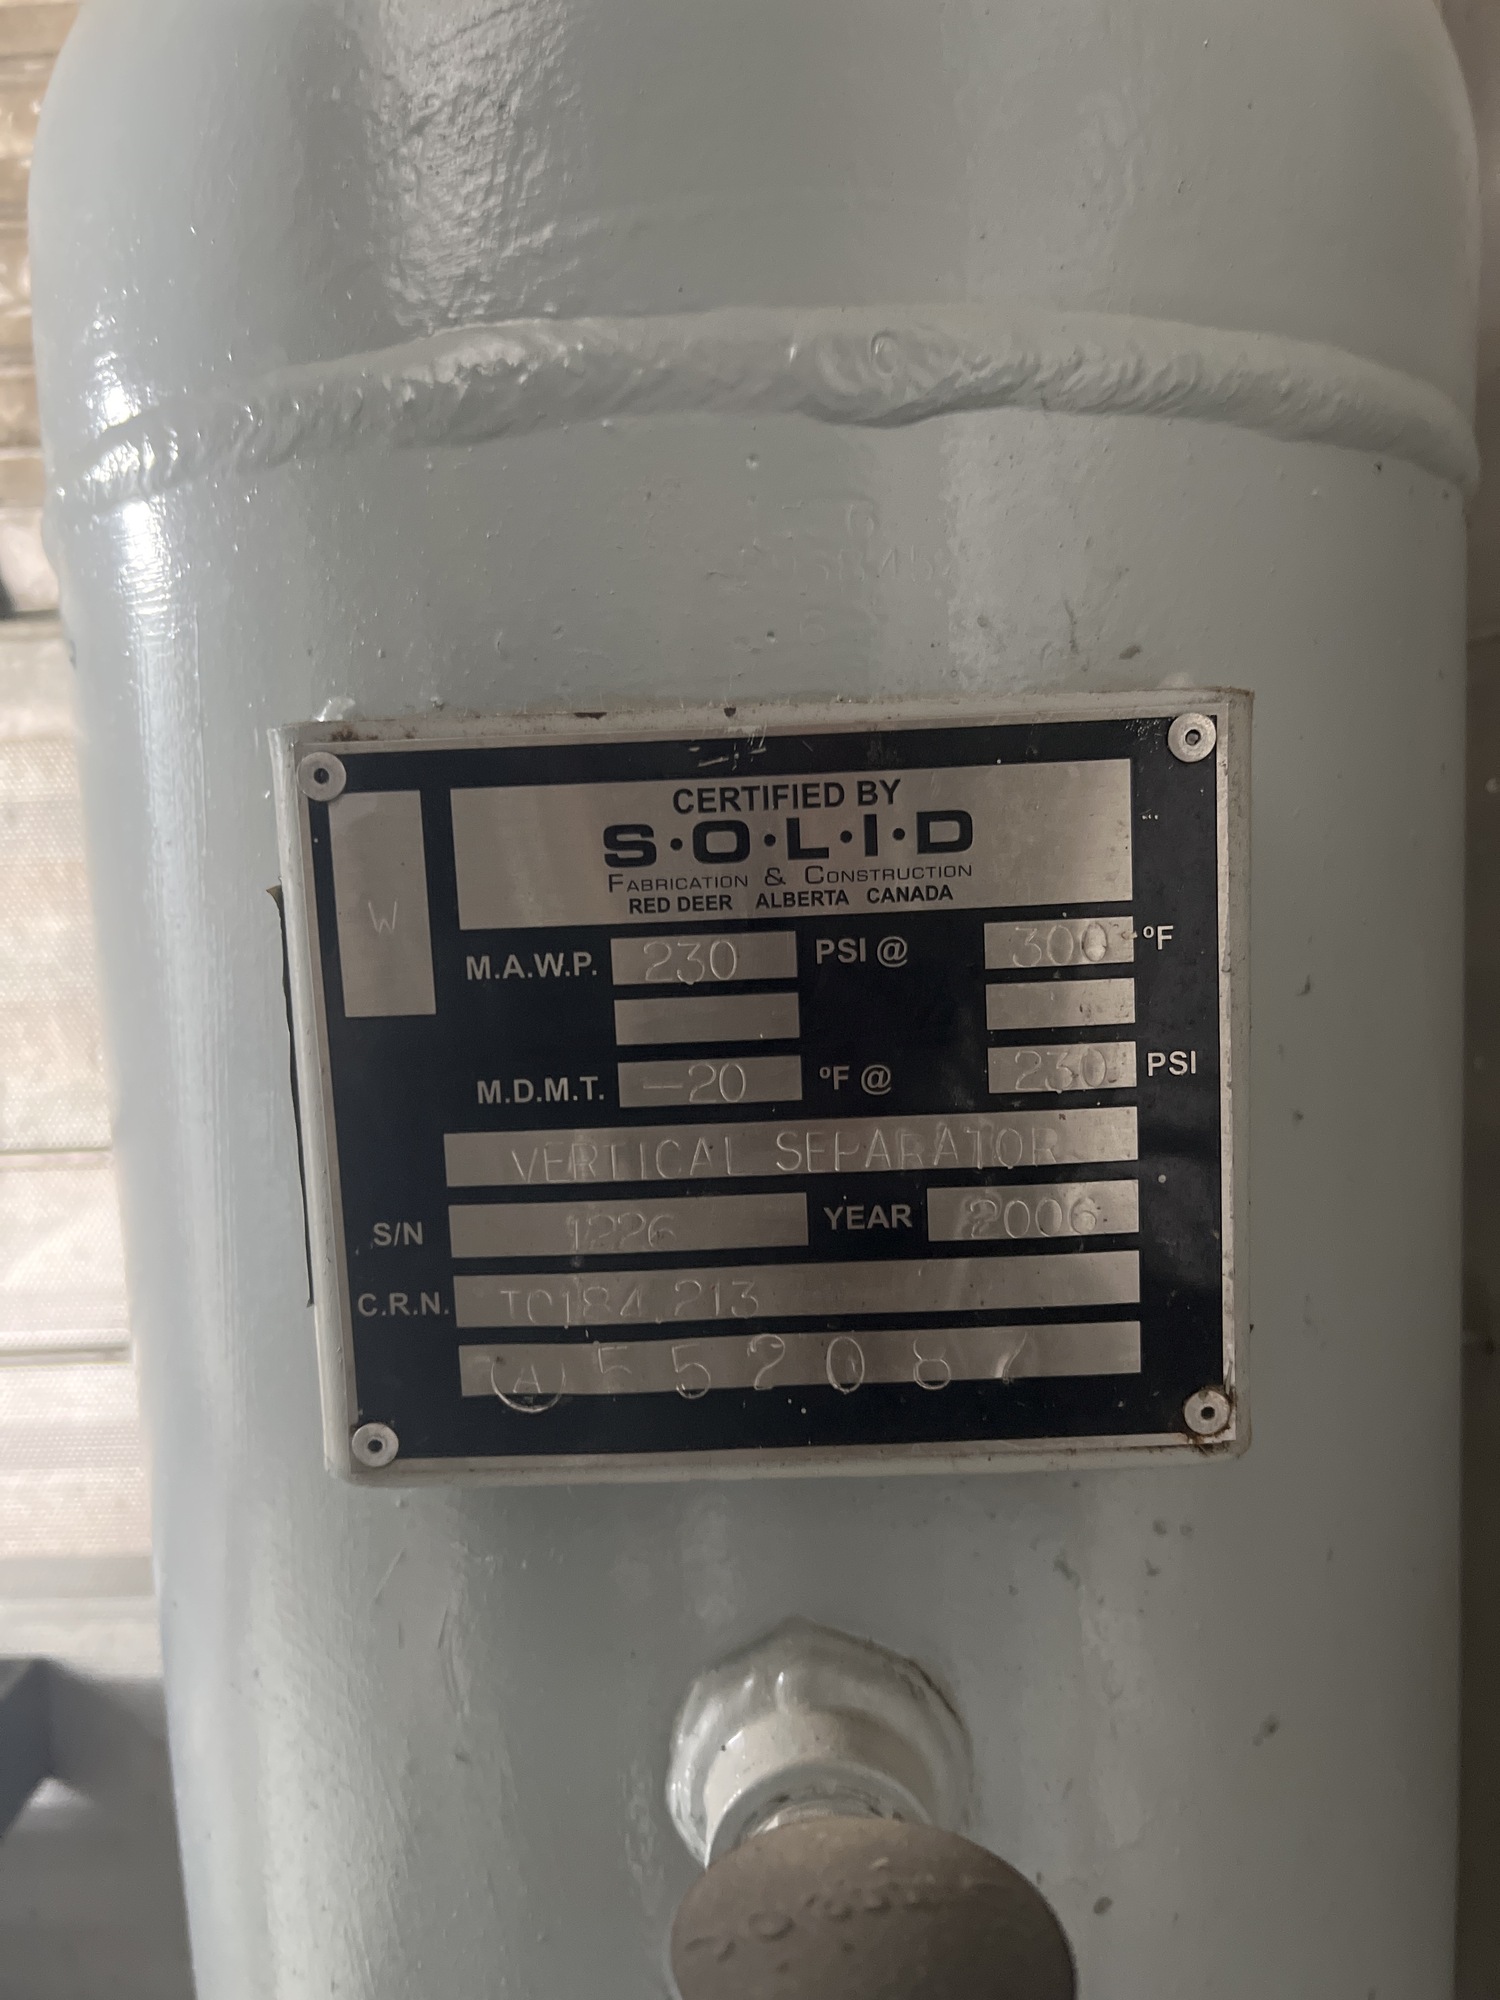 CERTIFIED BY
S·O·L·I·D
FABRICATION & CONSTRUCTION
RED DEER ALBERTA CANADA
W
M.A.W.P. 230 PSI @ 300 °F
M.D.M.T. -20 °F @ 230 PSI
VERTICAL SEPARATOR
S/N 1226 YEAR 2006
C.R.N. TC184.213
(A) 552087